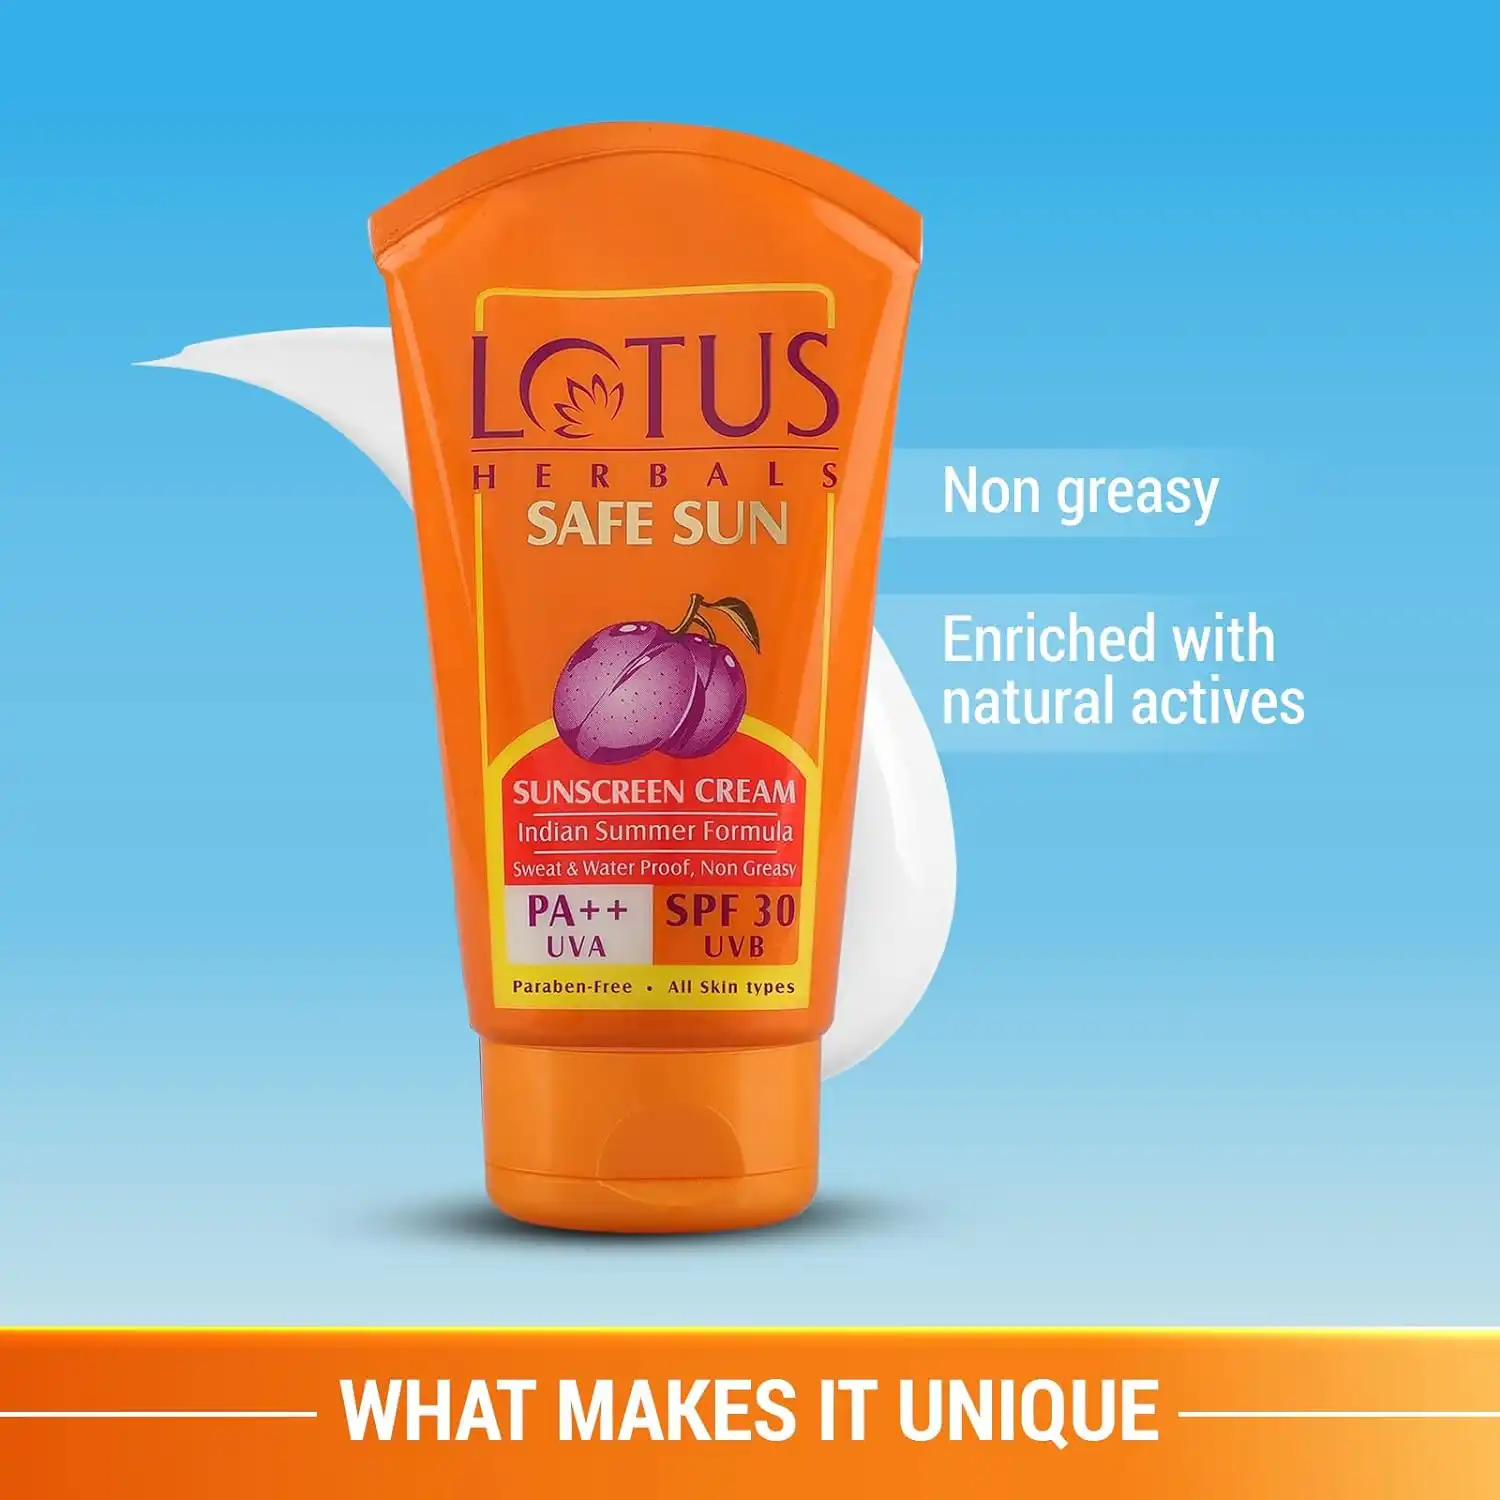 LOTUS
HERBALS
SAFE SUN
SUNSCREEN CREAM
Indian Summer Formula
Sweat & Water Proof, Non Greasy
PA++ SPF 30
UVA UVB
Paraben-Free • All Skin types
Non greasy
Enriched with
natural actives
WHAT MAKES IT UNIQUE